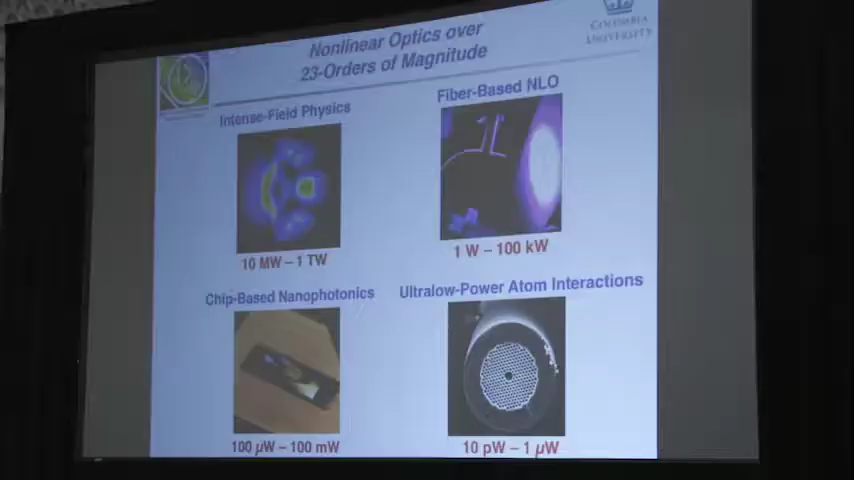 Nonlinear Optics over
23-Orders of Magnitude
COLUMBIA
UNIVERSITY
Intense-Field Physics
Fiber-Based NLO
10 MW – 1 TW
1 W – 100 kW
Chip-Based Nanophotonics
Ultralow-Power Atom Interactions
100 µW – 100 mW
10 pW – 1 µW